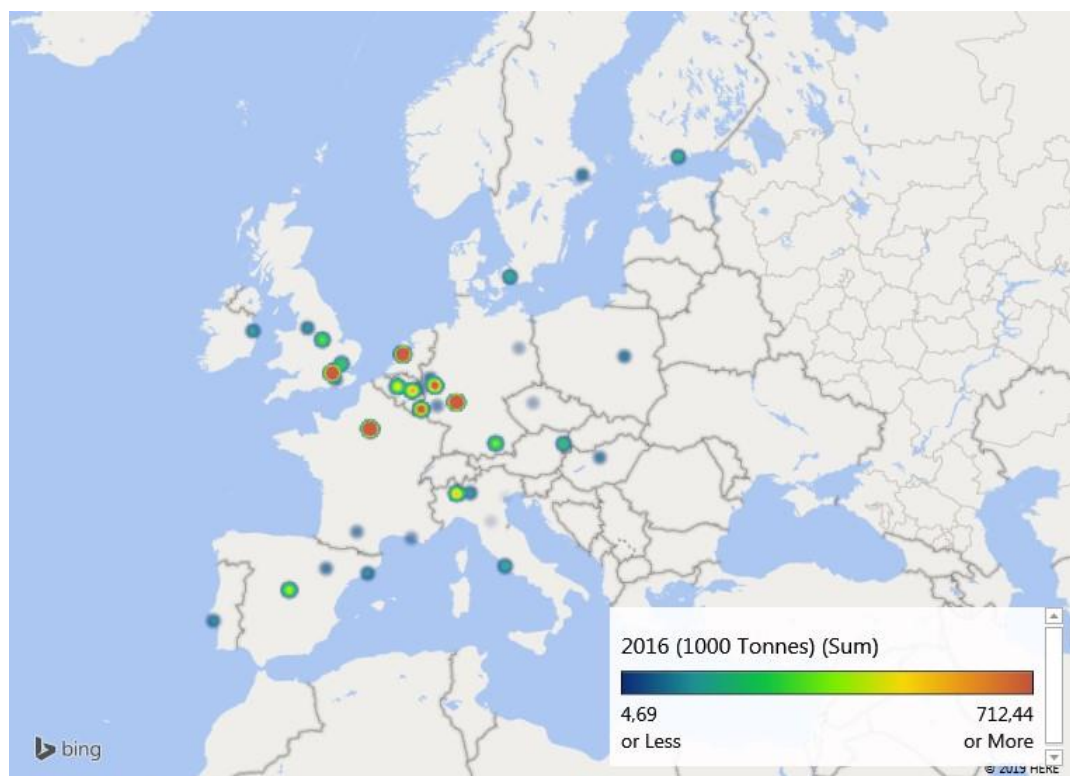 2016 (1000 Tonnes) (Sum)
4,69 712,44
or Less or More
bing
© 2019 HERE